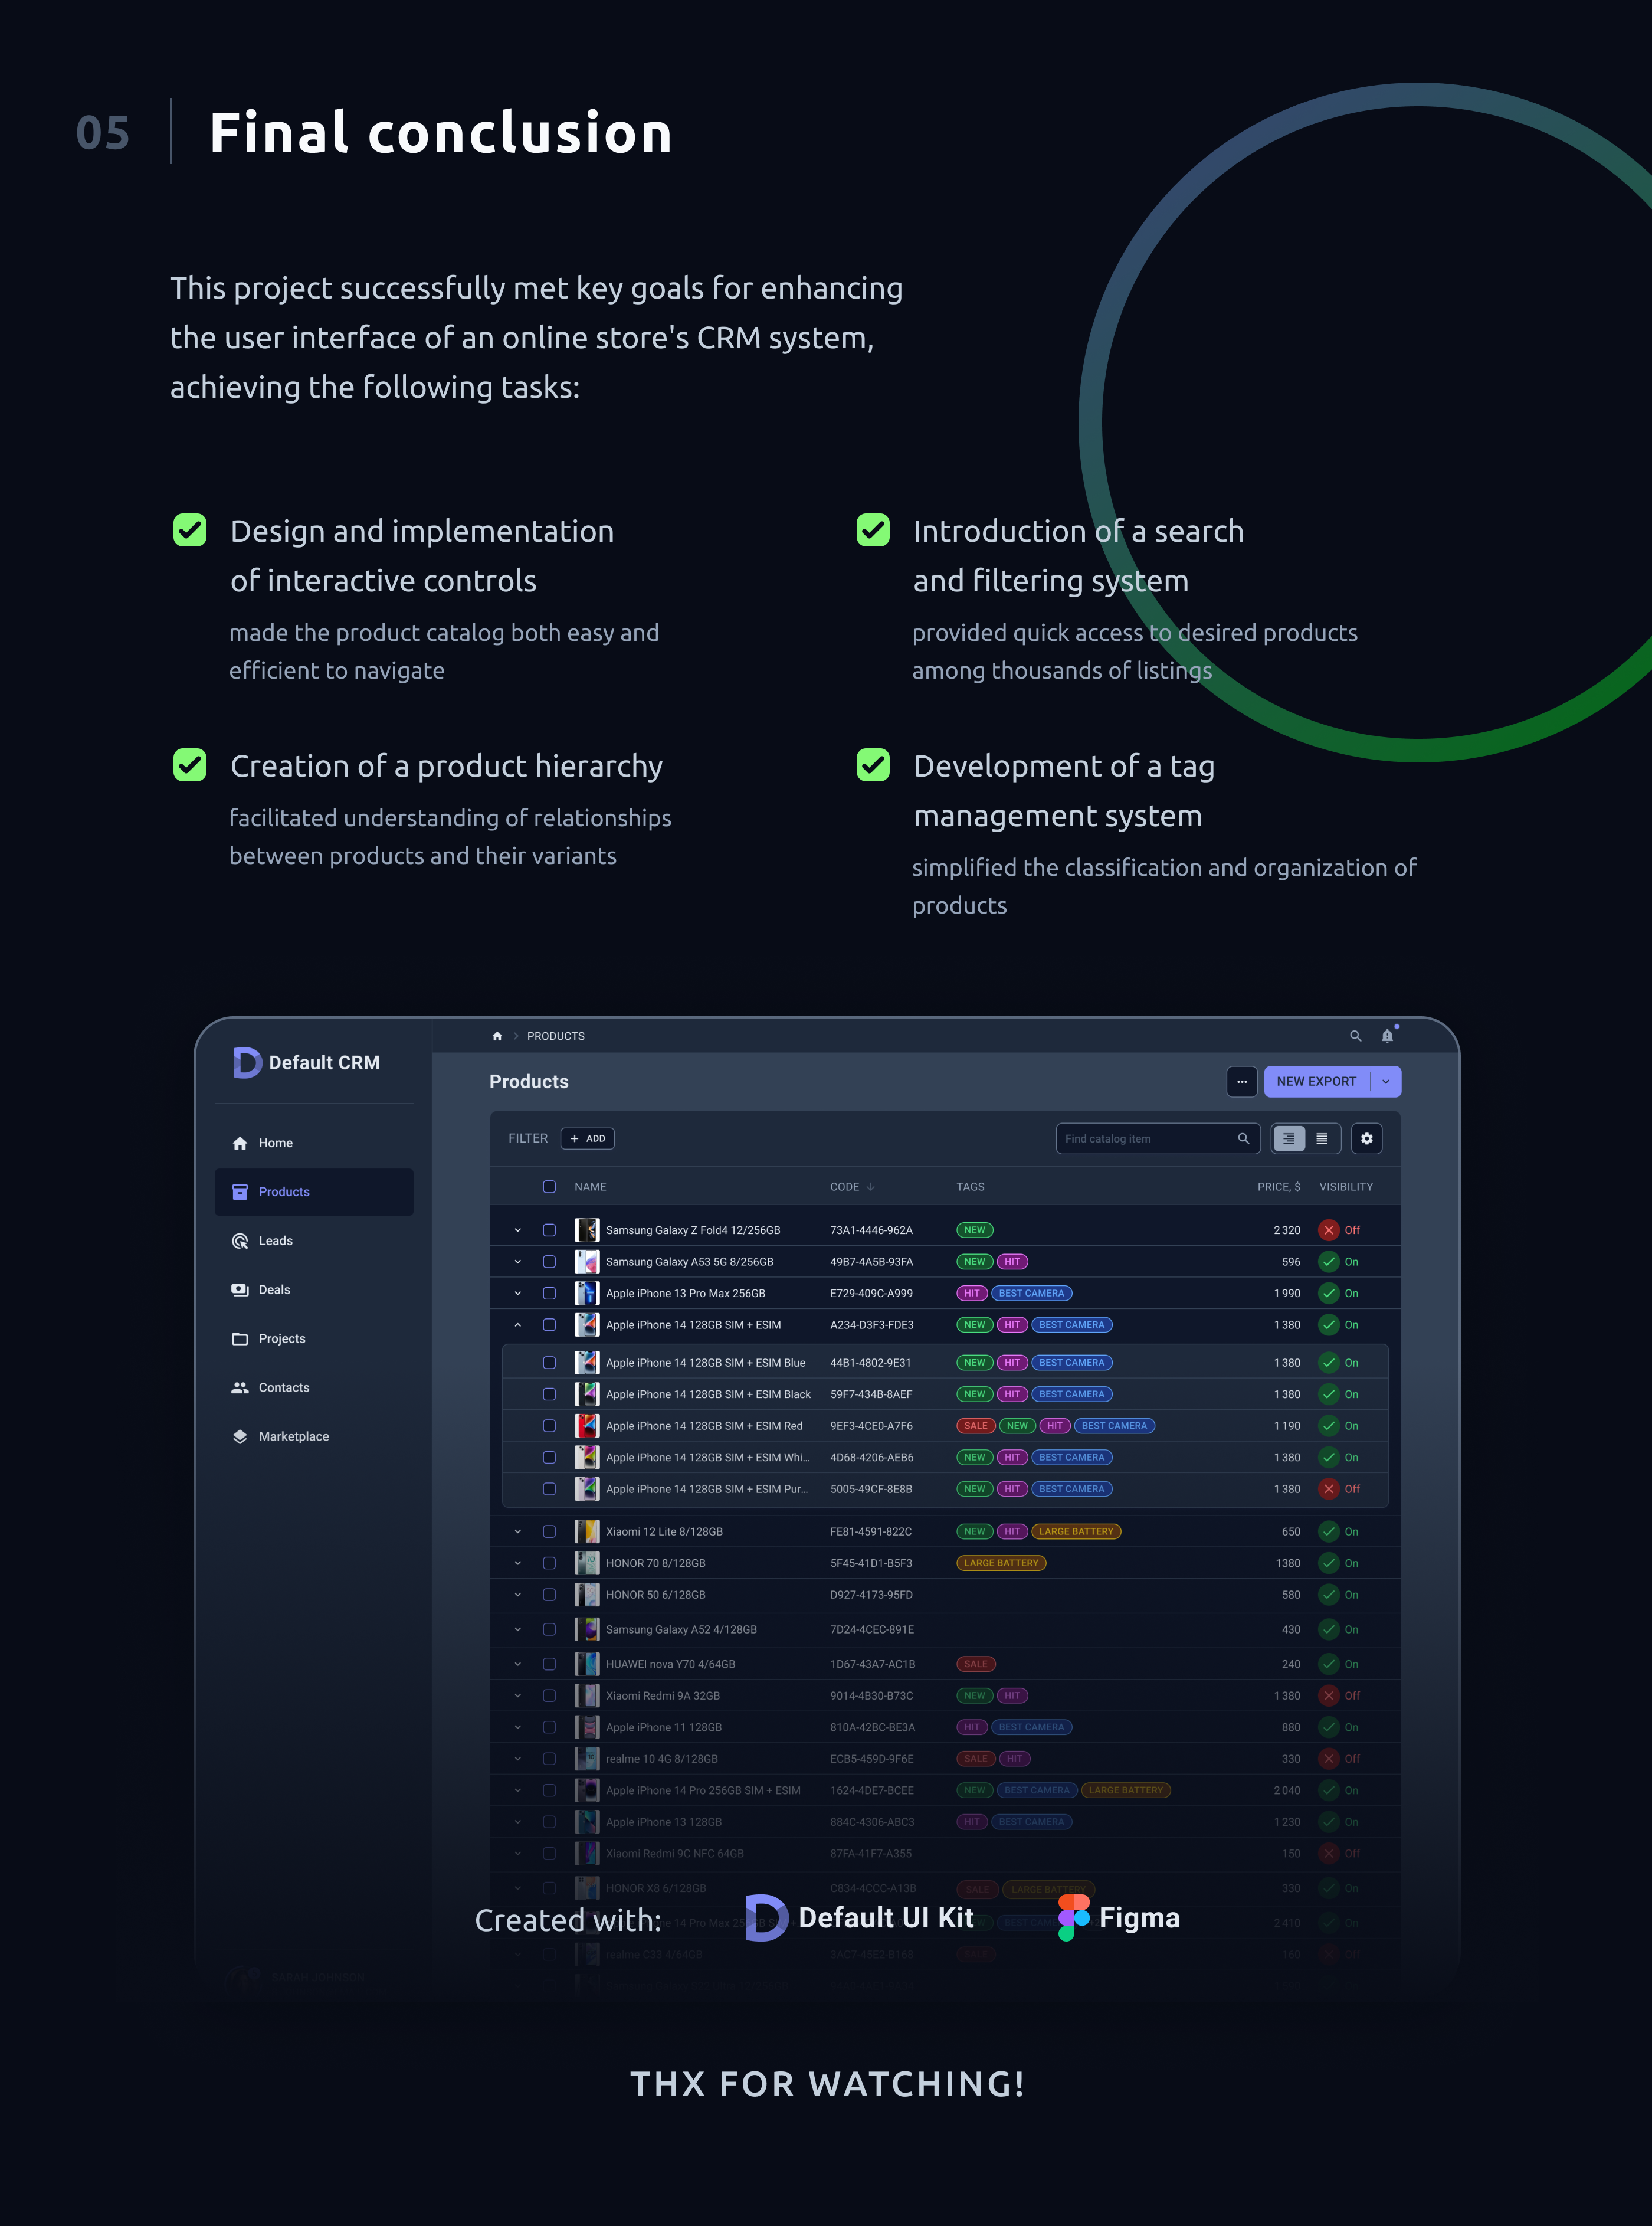 05
Final conclusion
This project successfully met key goals for enhancing
the user interface of an online store's CRM system,
achieving the following tasks:
Design and implementation
of interactive controls
made the product catalog both easy and
efficient to navigate
Introduction of a search
and filtering system
provided quick access to desired products
among thousands of listings
Creation of a product hierarchy
facilitated understanding of relationships
between products and their variants
Development of a tag
management system
simplified the classification and organization of
products
Default CRM
Home
Products
Leads
Deals
Projects
Contacts
Marketplace
SARAH JOHNSON
PRODUCTS
Products
... NEW EXPORT
FILTER + ADD Find catalog item
NAME CODE TAGS PRICE, $ VISIBILITY
Samsung Galaxy Z Fold4 12/256GB 73A1-4446-962A NEW 2 320 Off
Samsung Galaxy A53 5G 8/256GB 49B7-4A5B-93FA NEW HIT 596 On
Apple iPhone 13 Pro Max 256GB E729-409C-A999 HIT BEST CAMERA 1 990 On
Apple iPhone 14 128GB SIM + ESIM A234-D3F3-FDE3 NEW HIT BEST CAMERA 1 380 On
Apple iPhone 14 128GB SIM + ESIM Blue 44B1-4802-9E31 NEW HIT BEST CAMERA 1 380 On
Apple iPhone 14 128GB SIM + ESIM Black 59F7-434B-8AEF NEW HIT BEST CAMERA 1 380 On
Apple iPhone 14 128GB SIM + ESIM Red 9EF3-4CE0-A7F6 SALE NEW HIT BEST CAMERA 1 190 On
Apple iPhone 14 128GB SIM + ESIM Whi... 4D68-4206-AEB6 NEW HIT BEST CAMERA 1 380 On
Apple iPhone 14 128GB SIM + ESIM Pur... 5005-49CF-8E8B NEW HIT BEST CAMERA 1 380 Off
Xiaomi 12 Lite 8/128GB FE81-4591-822C NEW HIT LARGE BATTERY 650 On
HONOR 70 8/128GB 5F45-41D1-B5F3 LARGE BATTERY 1380 On
HONOR 50 6/128GB D927-4173-95FD 580 On
Samsung Galaxy A52 4/128GB 7D24-4CEC-891E 430 On
HUAWEI nova Y70 4/64GB 1D67-43A7-AC1B SALE 240 On
Xiaomi Redmi 9A 32GB 9014-4B30-B73C NEW HIT 1 380 Off
Apple iPhone 11 128GB 810A-42BC-BE3A HIT BEST CAMERA 880 On
realme 10 4G 8/128GB ECB5-459D-9F6E SALE HIT 330 Off
Apple iPhone 14 Pro 256GB SIM + ESIM 1624-4DE7-BCEE NEW BEST CAMERA LARGE BATTERY 2 040 On
Apple iPhone 13 128GB 884C-4306-ABC3 HIT BEST CAMERA 1 230 On
Xiaomi Redmi 9C NFC 64GB 87FA-41F7-A355 150 Off
HONOR X8 6/128GB C834-4CCC-A13B SALE LARGE BATTERY 330 On
14 Pro Max 2 410 On
realme C33 4/64GB 3AC7-45E2-B168 SALE 160 Off
Created with: Default UI Kit Figma
THX FOR WATCHING!